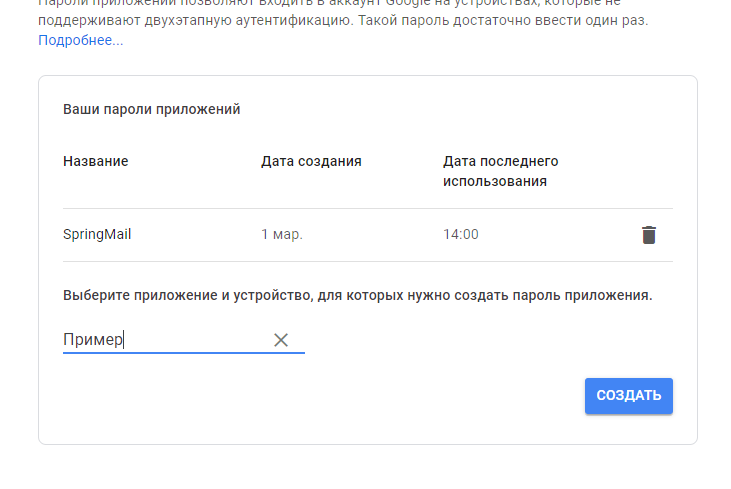 Пароли приложений позволяют входить в аккаунт Google на устройствах, которые не
поддерживают двухэтапную аутентификацию. Такой пароль достаточно ввести один раз.
Подробнее...
Ваши пароли приложений
Название Дата создания Дата последнего
использования
SpringMail 1 мар. 14:00
Выберите приложение и устройство, для которых нужно создать пароль приложения.
Пример
СОЗДАТЬ